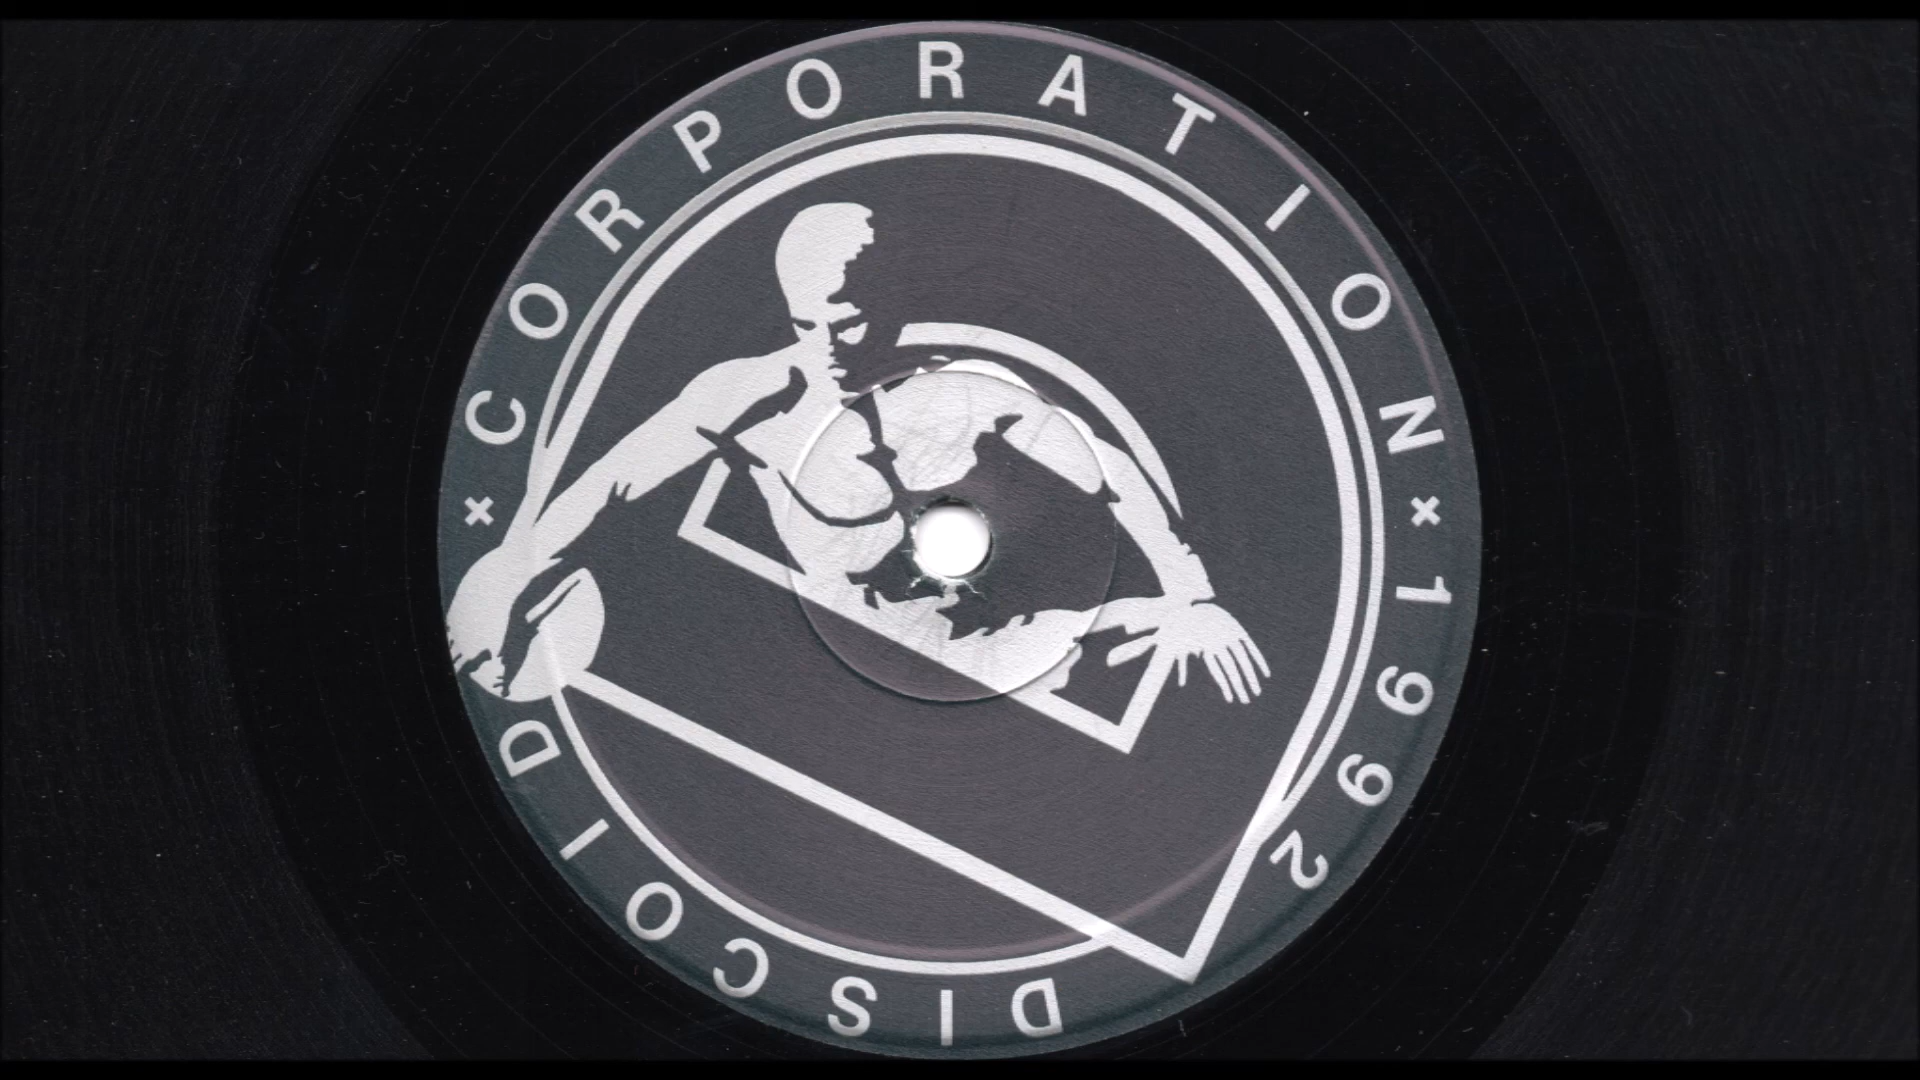 DISCOID × CORPORATION × 1992